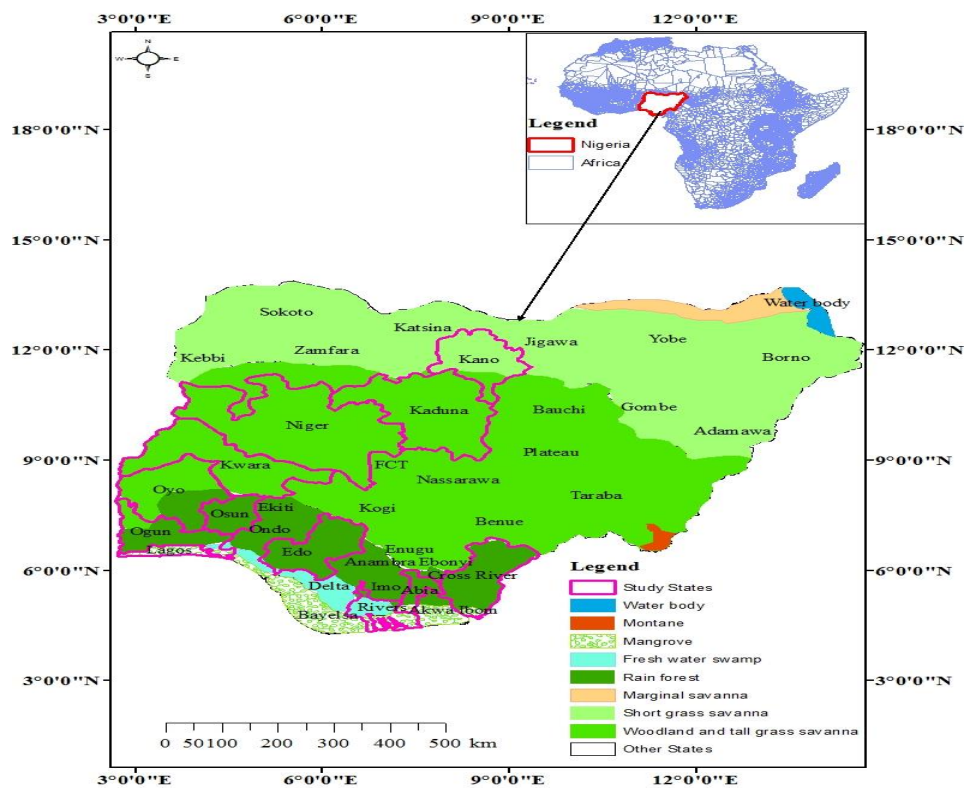 3°0'0"E 6°0'0"E 9°0'0"E 12°0'0"E
N
W E
S
Legend
Nigeria
Africa
18°0'0"N 18°0'0"N
15°0'0"N 15°0'0"N
12°0'0"N 12°0'0"N
9°0'0"N 9°0'0"N
6°0'0"N 6°0'0"N
3°0'0"N 3°0'0"N
Water body
Sokoto
Katsina
Jigawa
Yobe
Kebbi
Zamfara
Kano
Borno
Niger
Kaduna
Bauchi
Gombe
Adamawa
Plateau
Kwara
FCT
Nassarawa
Taraba
Oyo
Osun
Ekiti
Kogi
Benue
Ogun
Ondo
Lagos
Edo
Enugu
Anambra
Ebonyi
Cross River
Delta
Imo
Abia
Bayelsa
Rivers
Akwa Ibom
Legend
Study States
Water body
Montane
Mangrove
Fresh water swamp
Rain forest
Marginal savanna
Short grass savanna
Woodland and tall grass savanna
Other States
0 50 100 200 300 400 500 km
3°0'0"E 6°0'0"E 9°0'0"E 12°0'0"E